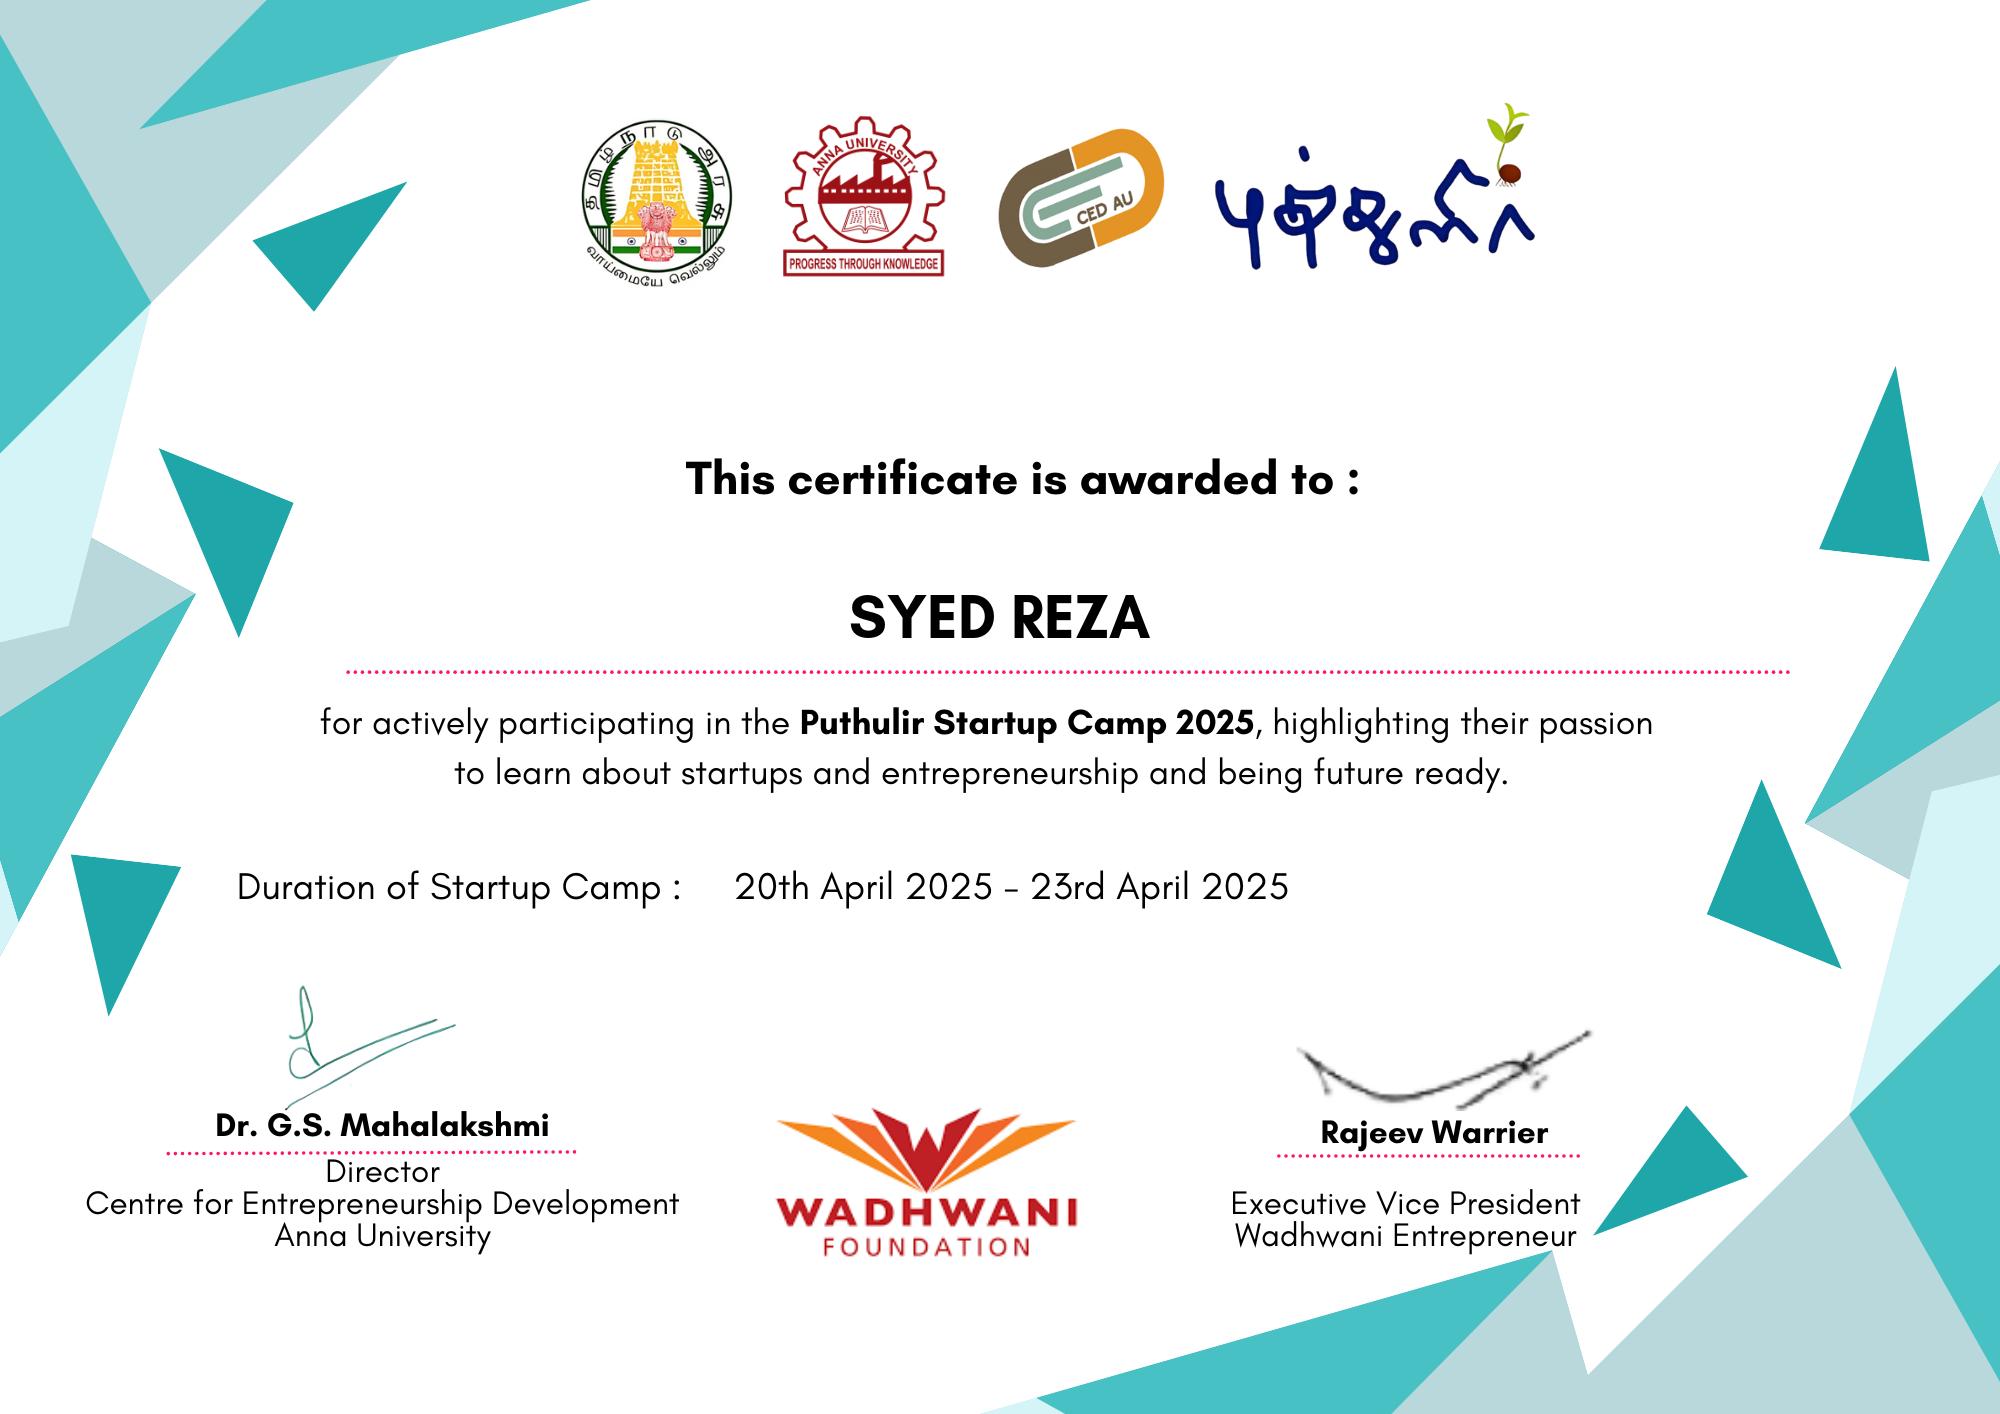 தமிழ்நாடு அரசு
வாய்மையே வெல்லும்
ANNA UNIVERSITY
PROGRESS THROUGH KNOWLEDGE
CED AU
புத்துளிர்
This certificate is awarded to :
SYED REZA
for actively participating in the Puthulir Startup Camp 2025, highlighting their passion
to learn about startups and entrepreneurship and being future ready.
Duration of Startup Camp : 20th April 2025 - 23rd April 2025
Dr. G.S. Mahalakshmi
Director
Centre for Entrepreneurship Development
Anna University
WADHWANI
FOUNDATION
Rajeev Warrier
Executive Vice President
Wadhwani Entrepreneur